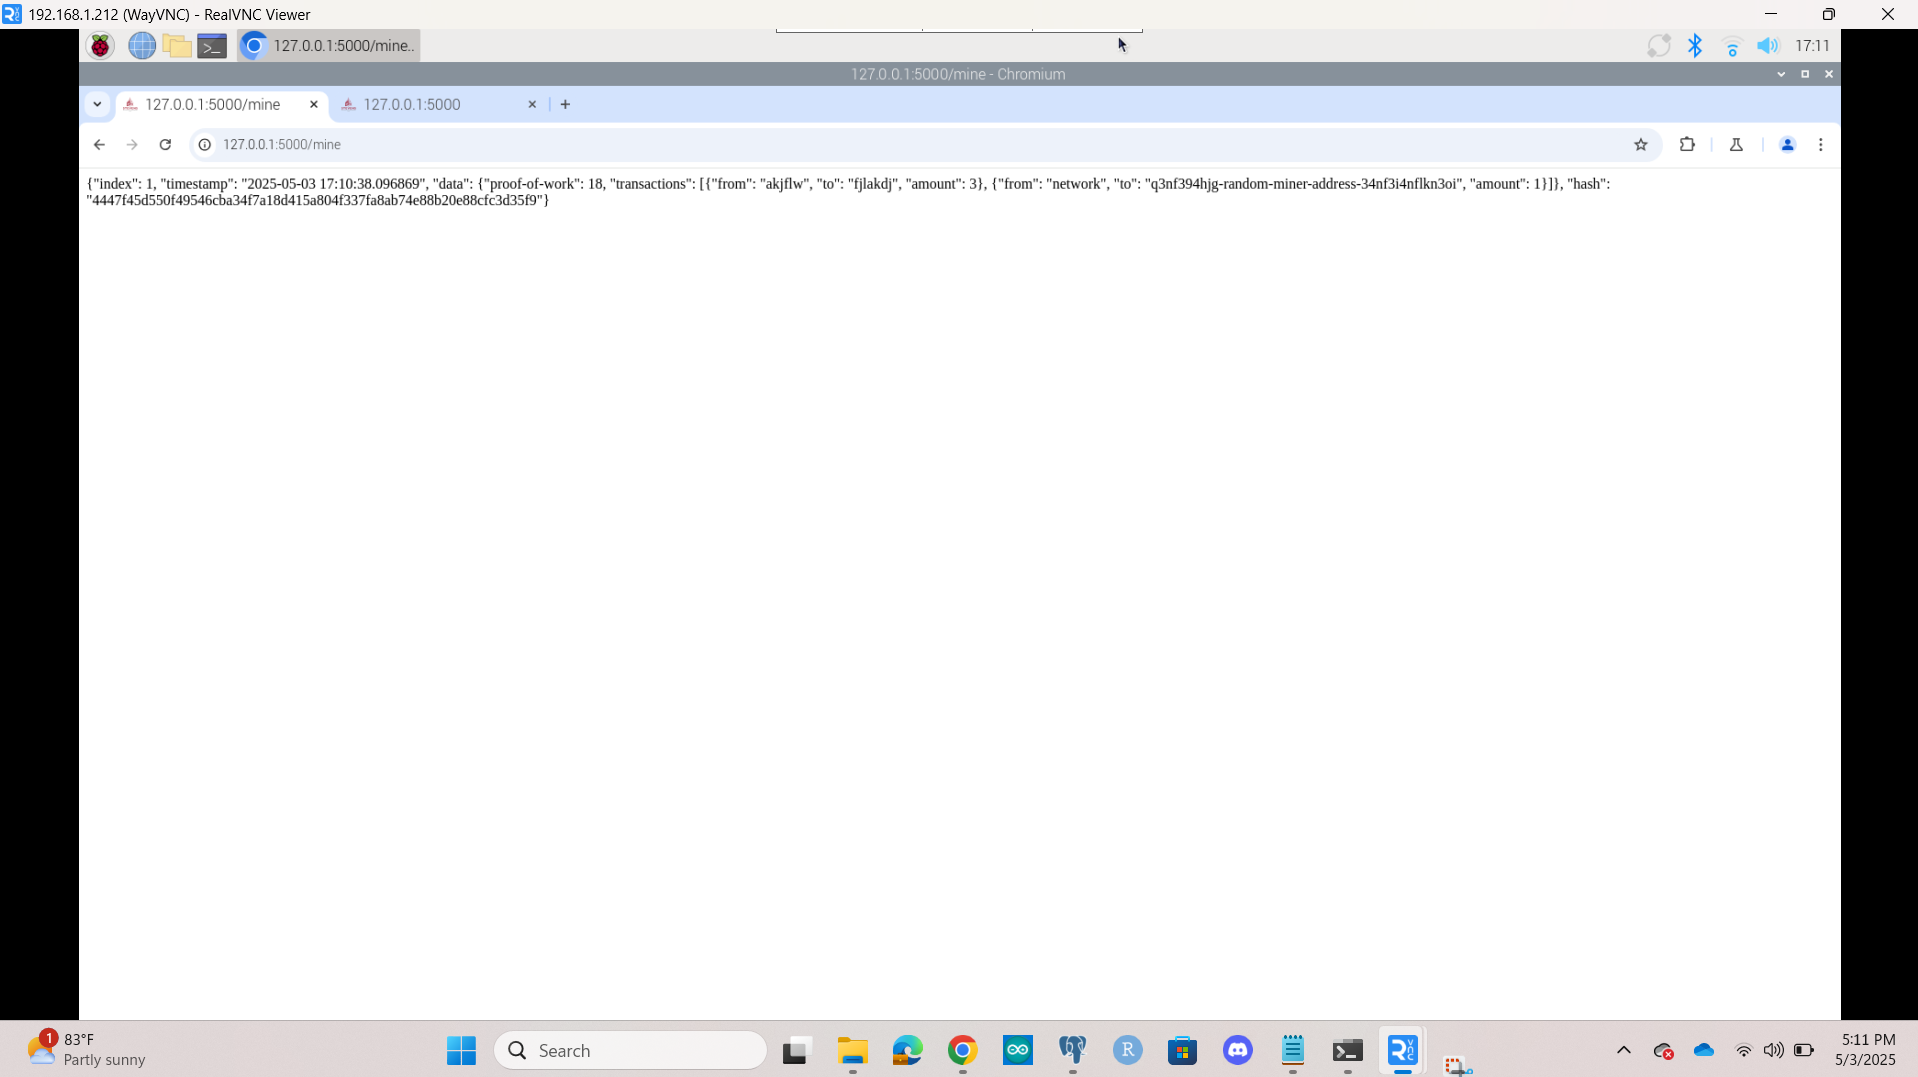 192.168.1.212 (WayVNC) - RealVNC Viewer
127.0.0.1:5000/mine..
17:11
127.0.0.1:5000/mine - Chromium
127.0.0.1:5000/mine
127.0.0.1:5000
127.0.0.1:5000/mine
{"index": 1, "timestamp": "2025-05-03 17:10:38.096869", "data": {"proof-of-work": 18, "transactions": [{"from": "akjflw", "to": "fjlakdj", "amount": 3}, {"from": "network", "to": "q3nf394hjg-random-miner-address-34nf3i4nflkn3oi", "amount": 1}]}, "hash":
"4447f45d550f49546cba34f7a18d415a804f337fa8ab74e88b20e88cfc3d35f9"}
1
83°F
Partly sunny
Search
R
5:11 PM
5/3/2025